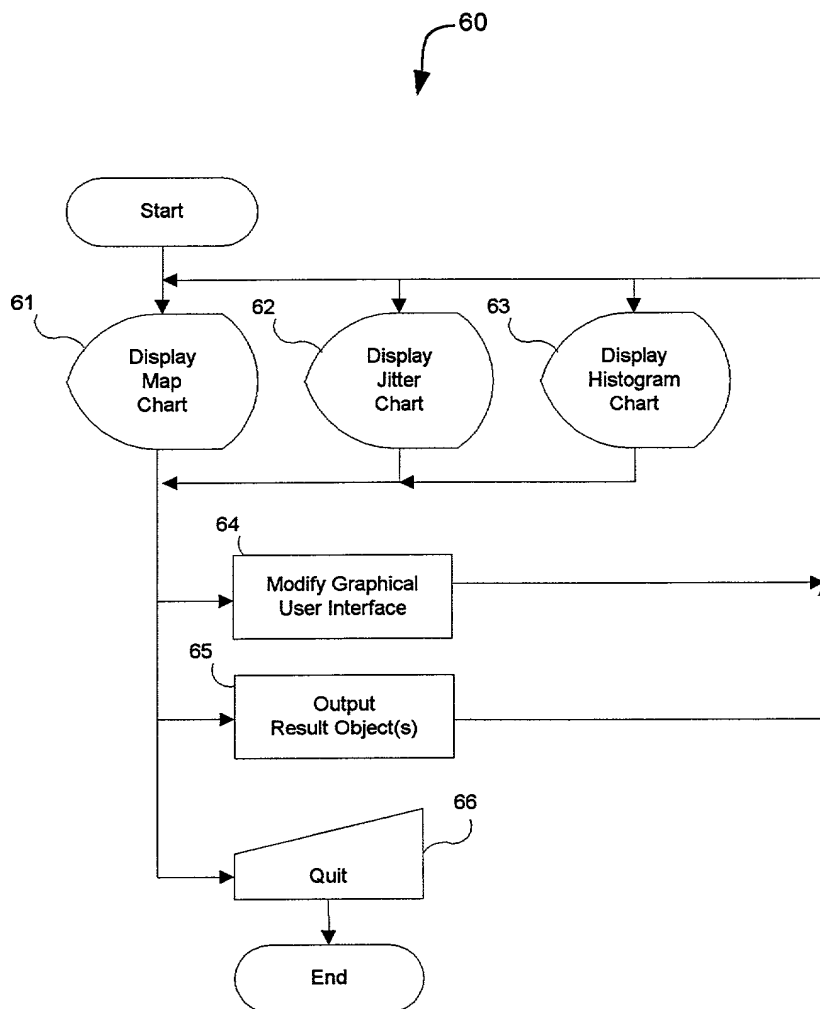 60
Start
61
Display
Map
Chart
62
Display
Jitter
Chart
63
Display
Histogram
Chart
64
Modify Graphical
User Interface
65
Output
Result Object(s)
66
Quit
End